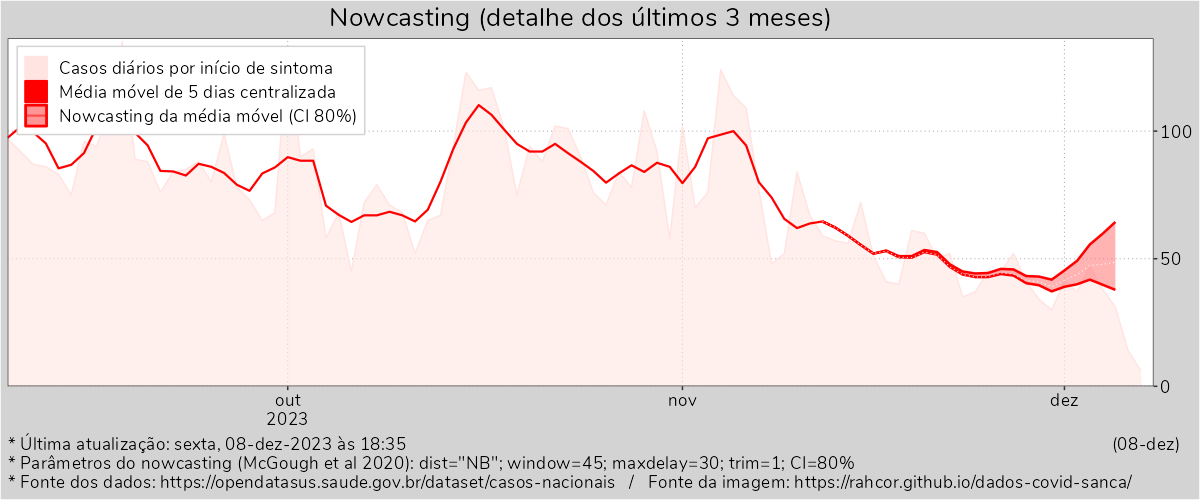 Nowcasting (detalhe dos últimos 3 meses)
Casos diários por início de sintoma
Média móvel de 5 dias centralizada
Nowcasting da média móvel (CI 80%)
100
50
0
out
2023
nov
dez
* Última atualização: sexta, 08-dez-2023 às 18:35
(08-dez)
* Parâmetros do nowcasting (McGough et al 2020): dist="NB"; window=45; maxdelay=30; trim=1; CI=80%
* Fonte dos dados: https://opendatasus.saude.gov.br/dataset/casos-nacionais / Fonte da imagem: https://rahcor.github.io/dados-covid-sanca/